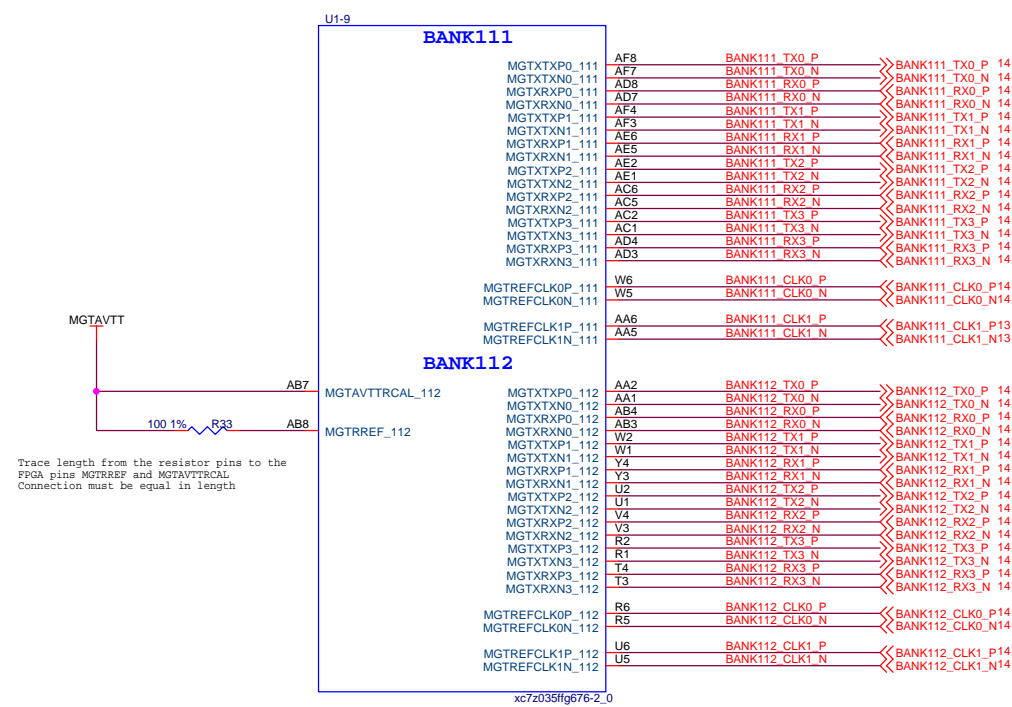 U1-9
BANK111
MGTXTXP0_111 AF8 BANK111_TX0_P BANK111_TX0_P 14
MGTXTXN0_111 AF7 BANK111_TX0_N BANK111_TX0_N 14
MGTXRXP0_111 AD8 BANK111_RX0_P BANK111_RX0_P 14
MGTXRXN0_111 AD7 BANK111_RX0_N BANK111_RX0_N 14
MGTXTXP1_111 AF4 BANK111_TX1_P BANK111_TX1_P 14
MGTXTXN1_111 AF3 BANK111_TX1_N BANK111_TX1_N 14
MGTXRXP1_111 AE6 BANK111_RX1_P BANK111_RX1_P 14
MGTXRXN1_111 AE5 BANK111_RX1_N BANK111_RX1_N 14
MGTXTXP2_111 AE2 BANK111_TX2_P BANK111_TX2_P 14
MGTXTXN2_111 AE1 BANK111_TX2_N BANK111_TX2_N 14
MGTXRXP2_111 AC6 BANK111_RX2_P BANK111_RX2_P 14
MGTXRXN2_111 AC5 BANK111_RX2_N BANK111_RX2_N 14
MGTXTXP3_111 AC2 BANK111_TX3_P BANK111_TX3_P 14
MGTXTXN3_111 AC1 BANK111_TX3_N BANK111_TX3_N 14
MGTXRXP3_111 AD4 BANK111_RX3_P BANK111_RX3_P 14
MGTXRXN3_111 AD3 BANK111_RX3_N BANK111_RX3_N 14
MGTREFCLK0P_111 W6 BANK111_CLK0_P BANK111_CLK0_P14
MGTREFCLK0N_111 W5 BANK111_CLK0_N BANK111_CLK0_N14
MGTAVTT
MGTREFCLK1P_111 AA6 BANK111_CLK1_P BANK111_CLK1_P13
MGTREFCLK1N_111 AA5 BANK111_CLK1_N BANK111_CLK1_N13
BANK112
AB7 MGTAVTTRCAL_112 MGTXTXP0_112 AA2 BANK112_TX0_P BANK112_TX0_P 14
MGTXTXN0_112 AA1 BANK112_TX0_N BANK112_TX0_N 14
MGTXRXP0_112 AB4 BANK112_RX0_P BANK112_RX0_P 14
100 1% R33 AB8 MGTRREF_112 MGTXRXN0_112 AB3 BANK112_RX0_N BANK112_RX0_N 14
MGTXTXP1_112 W2 BANK112_TX1_P BANK112_TX1_P 14
MGTXTXN1_112 W1 BANK112_TX1_N BANK112_TX1_N 14
Trace length from the resistor pins to the
FPGA pins MGTRREF and MGTAVTTRCAL
Connection must be equal in length
MGTXRXP1_112 Y4 BANK112_RX1_P BANK112_RX1_P 14
MGTXRXN1_112 Y3 BANK112_RX1_N BANK112_RX1_N 14
MGTXTXP2_112 U2 BANK112_TX2_P BANK112_TX2_P 14
MGTXTXN2_112 U1 BANK112_TX2_N BANK112_TX2_N 14
MGTXRXP2_112 V4 BANK112_RX2_P BANK112_RX2_P 14
MGTXRXN2_112 V3 BANK112_RX2_N BANK112_RX2_N 14
MGTXTXP3_112 R2 BANK112_TX3_P BANK112_TX3_P 14
MGTXTXN3_112 R1 BANK112_TX3_N BANK112_TX3_N 14
MGTXRXP3_112 T4 BANK112_RX3_P BANK112_RX3_P 14
MGTXRXN3_112 T3 BANK112_RX3_N BANK112_RX3_N 14
MGTREFCLK0P_112 R6 BANK112_CLK0_P BANK112_CLK0_P14
MGTREFCLK0N_112 R5 BANK112_CLK0_N BANK112_CLK0_N14
MGTREFCLK1P_112 U6 BANK112_CLK1_P BANK112_CLK1_P14
MGTREFCLK1N_112 U5 BANK112_CLK1_N BANK112_CLK1_N14
xc7z035ffg676-2_0